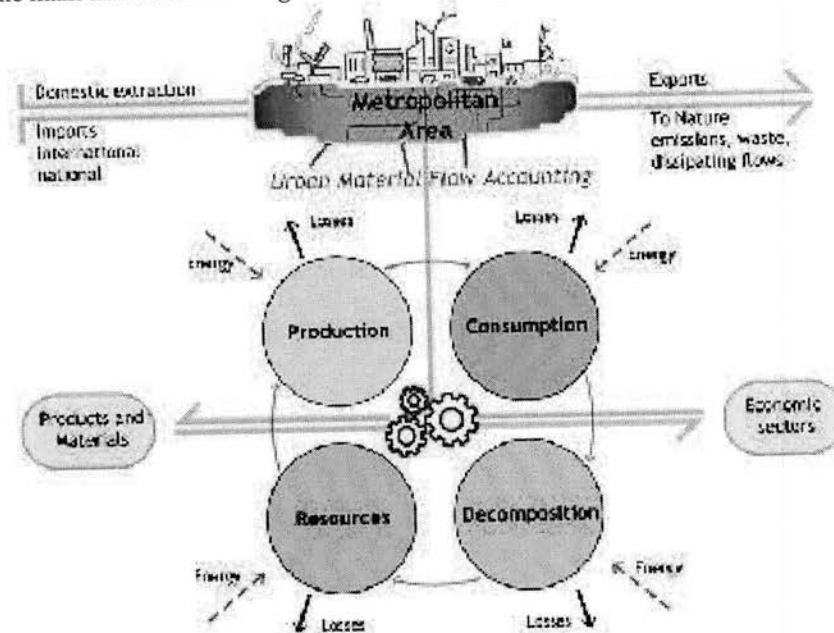 Domestic extraction
Imports
International
national
Metropolitan
Area
Exports
To Nature
emissions, waste,
dissipating flows
Urban Material Flow Accounting
Losses
Losses
Energy
Energy
Production
Consumption
Products and
Materials
Economic
sectors
Resources
Decomposition
Energy
Energy
Losses
Losses